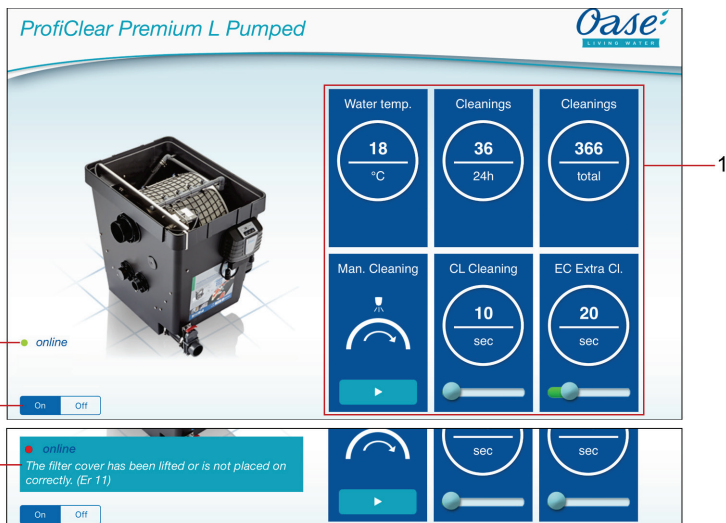 ProfiClear Premium L Pumped
Oase
LIVING WATER
Water temp.
18
°C
Cleanings
36
24h
Cleanings
366
total
1
Man. Cleaning
CL Cleaning
10
sec
EC Extra Cl.
20
sec
online
On Off
online
The filter cover has been lifted or is not placed on
correctly. (Er 11)
sec
sec
On Off